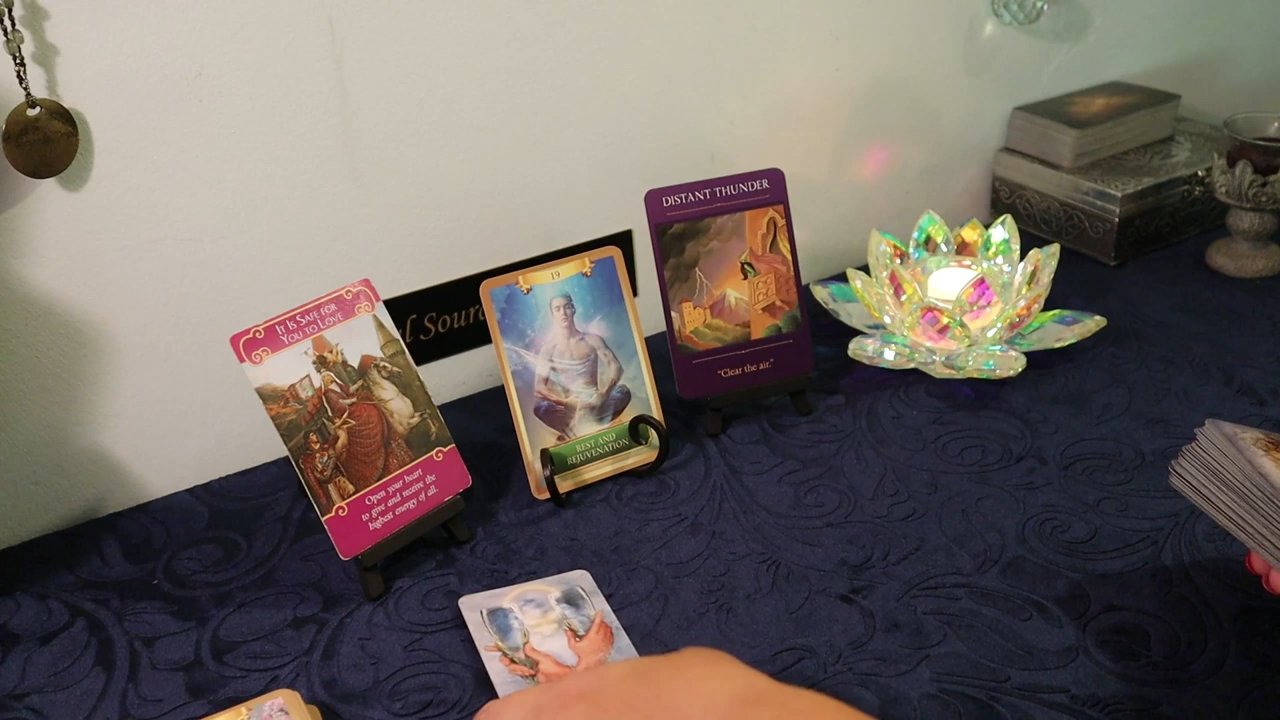 IT IS SAFE FOR
YOU TO LOVE
Open your heart
to give and receive the
highest energy of all.
19
REST AND
REJUVENATION
DISTANT THUNDER
"Clear the air."